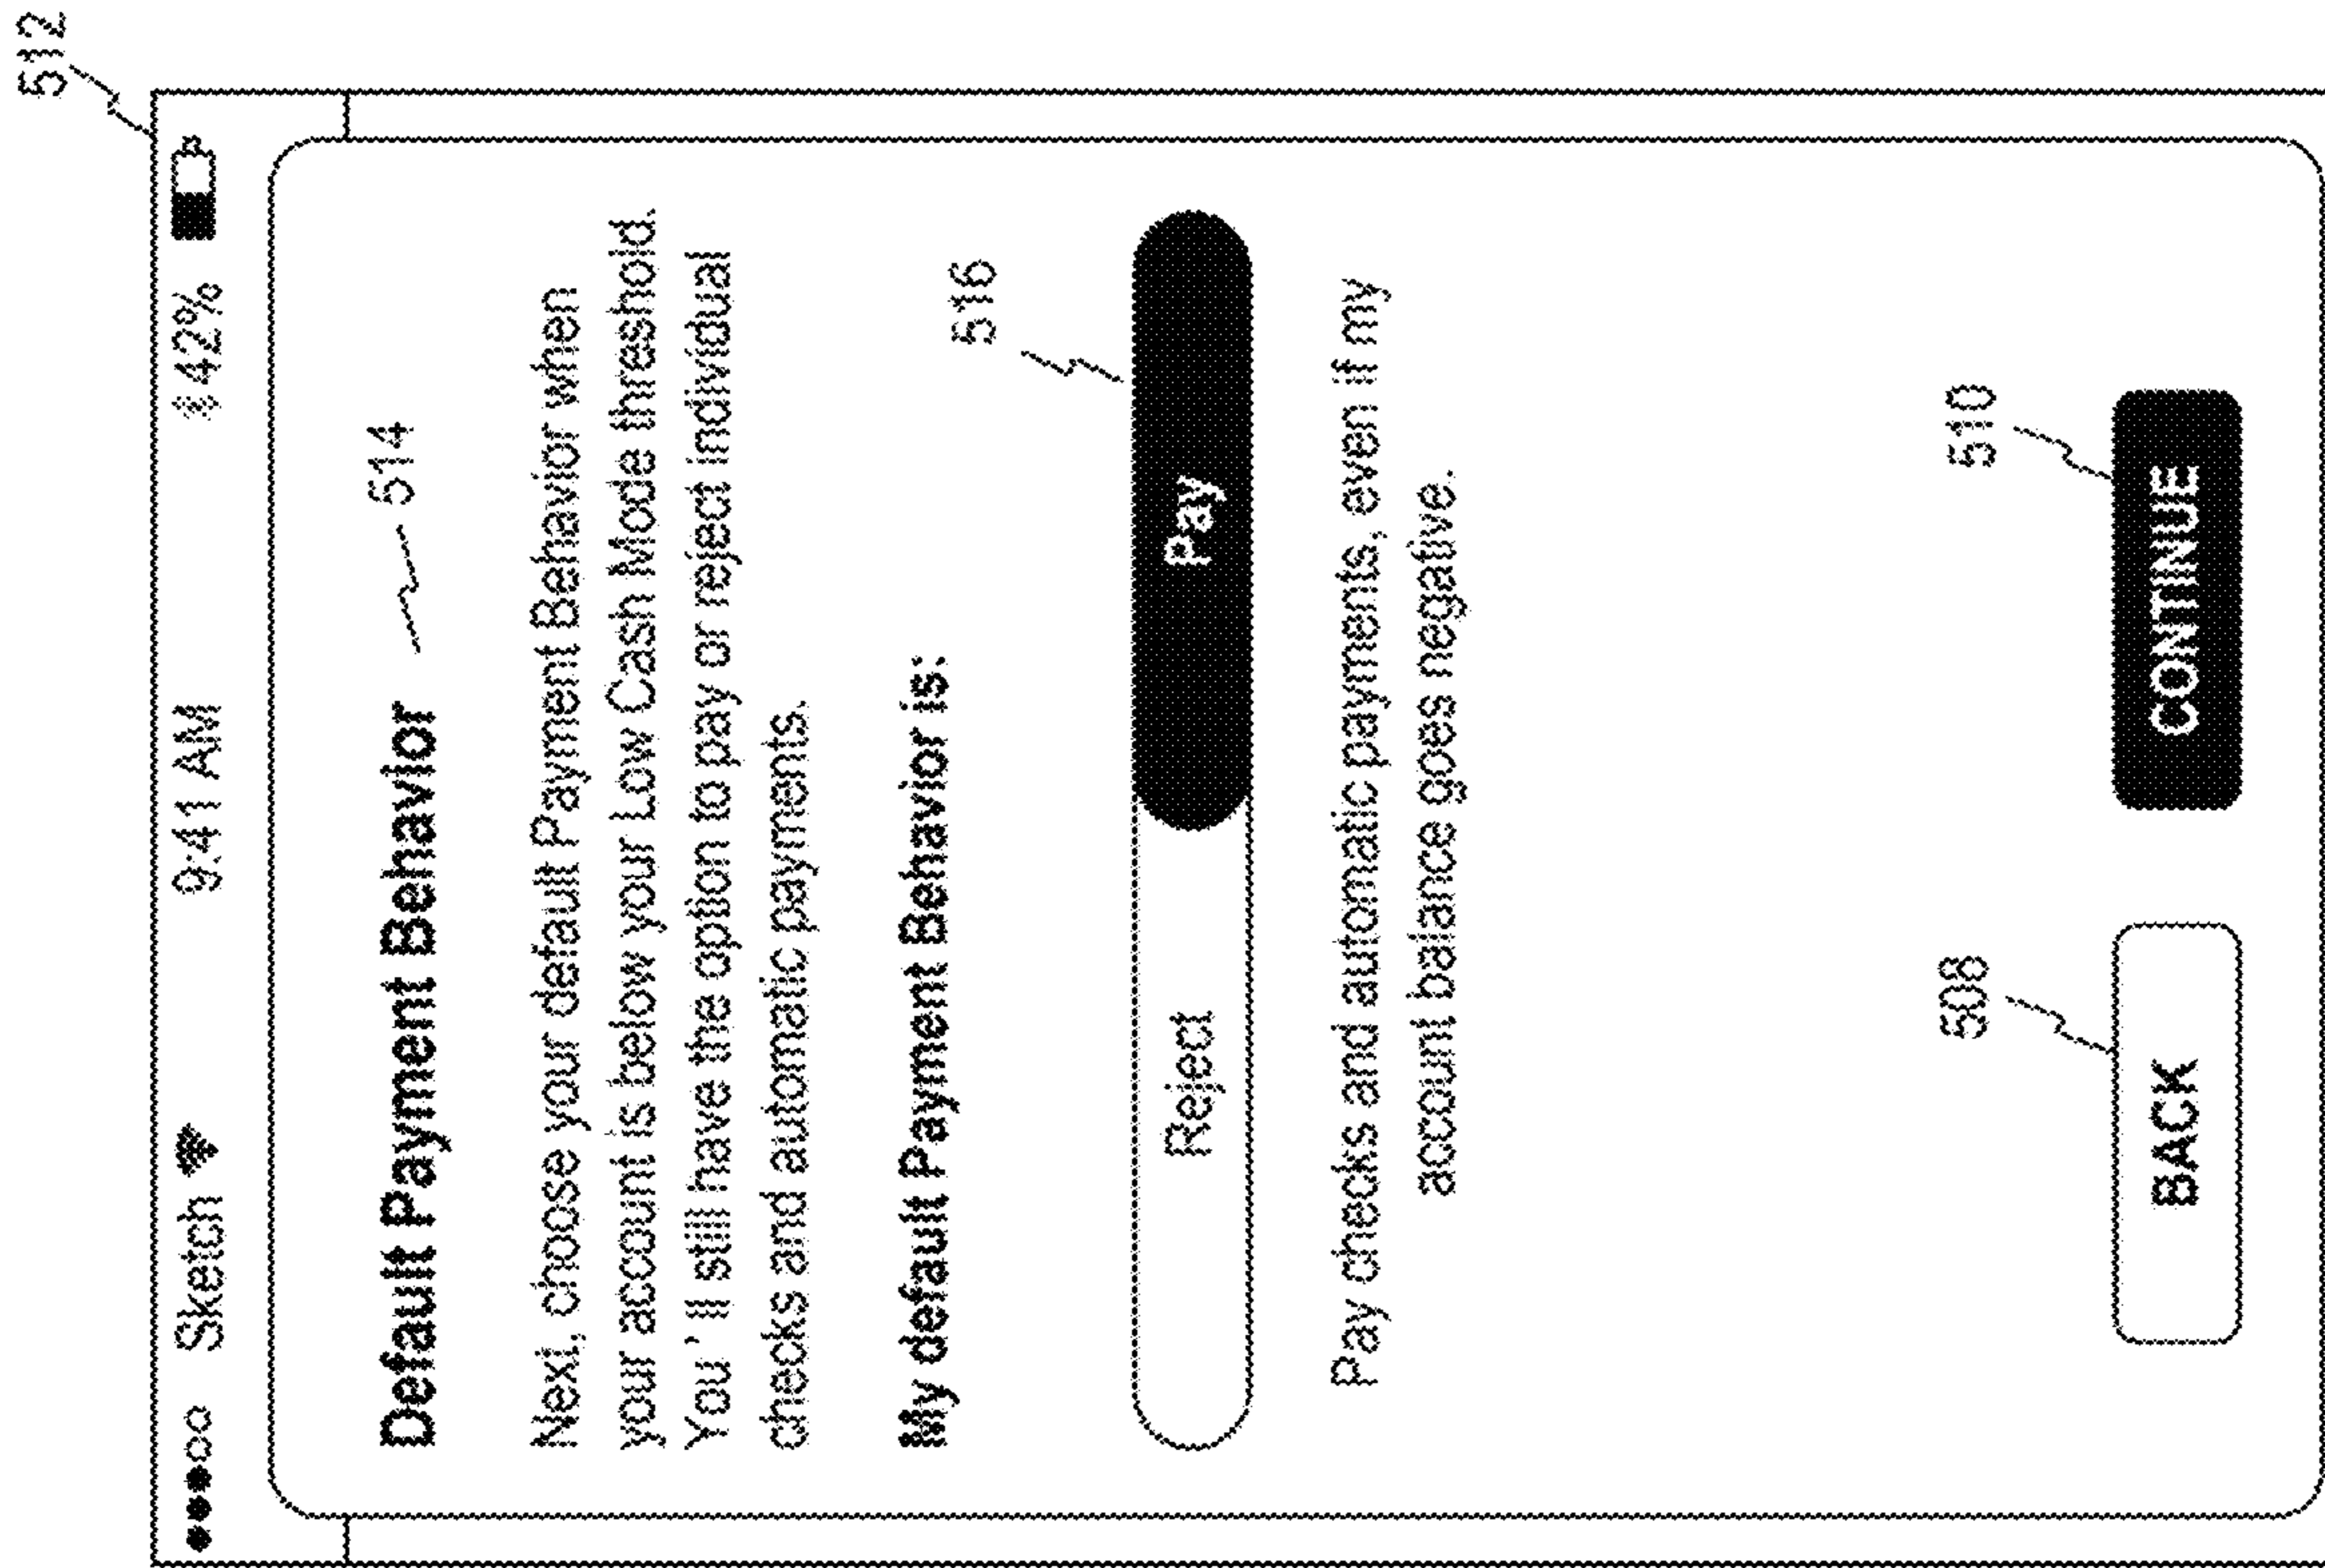 512
Sketch 9:41 AM 42%
Default Payment Behavior 514
Next, choose your default Payment Behavior when
your account is below your Low Cash Mode threshold.
You'll still have the option to pay or reject individual
checks and automatic payments.
My default Payment Behavior is:
516
Reject Pay
Pay checks and automatic payments, even if my
account balance goes negative.
508 510
BACK CONTINUE